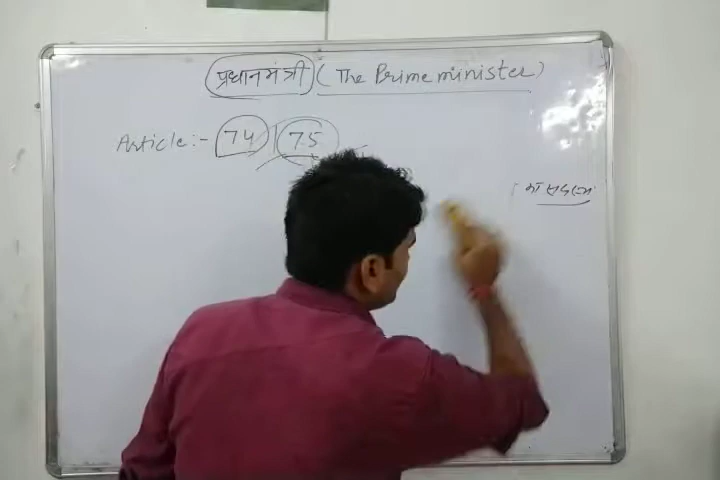 प्रधानमंत्री (The Prime minister)
Article:- 74 | 75